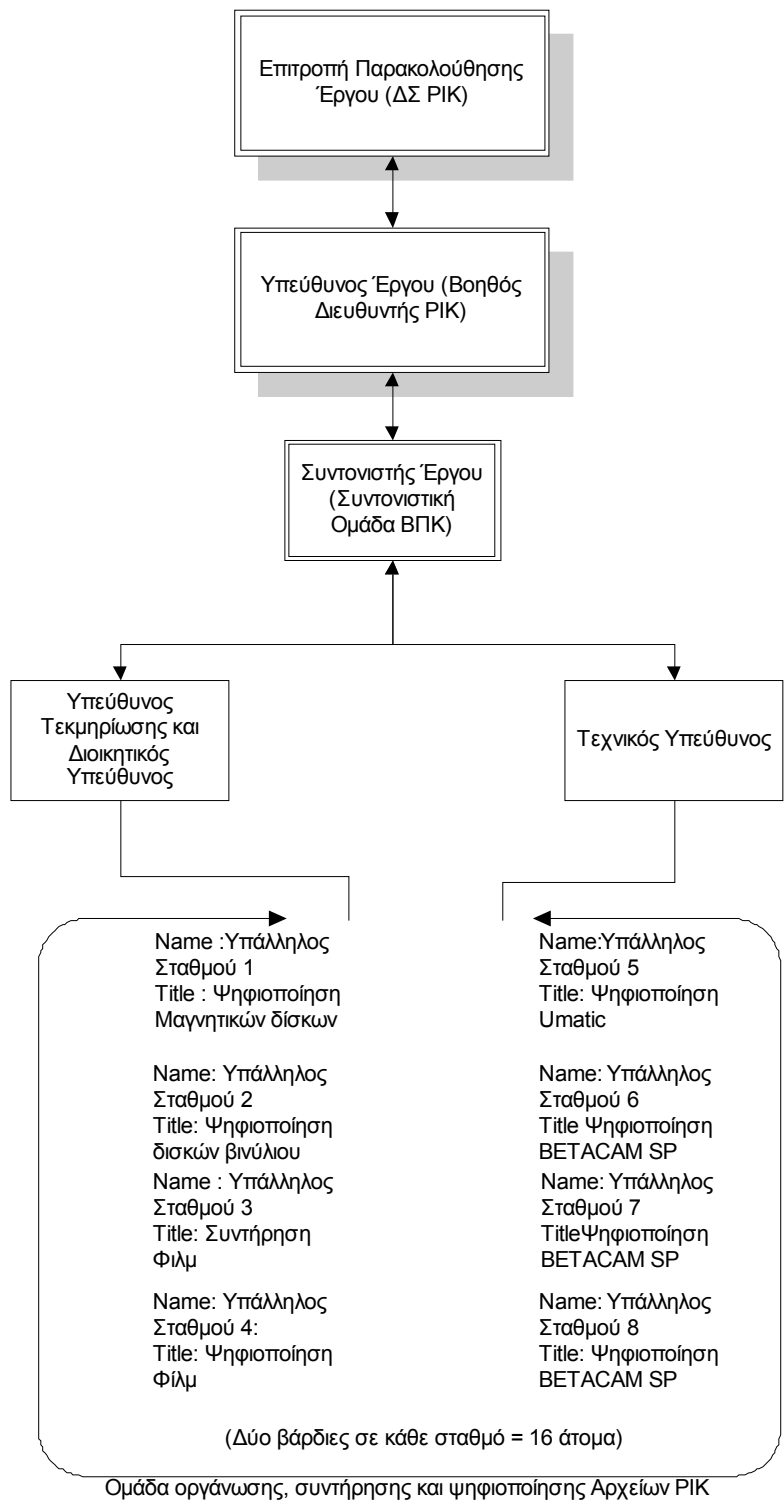 Επιτροπή Παρακολούθησης
Έργου (ΔΣ ΡΙΚ)
Υπεύθυνος Έργου (Βοηθός
Διευθυντής ΡΙΚ)
Συντονιστής Έργου
(Συντονιστική
Ομάδα ΒΠΚ)
Υπεύθυνος
Τεκμηρίωσης και
Διοικητικός
Υπεύθυνος
Τεχνικός Υπεύθυνος
Name :Υπάλληλος
Σταθμού 1
Title : Ψηφιοποίηση
Μαγνητικών δίσκων
Name: Υπάλληλος
Σταθμού 2
Title: Ψηφιοποίηση
δισκών βινύλιου
Name : Υπάλληλος
Σταθμού 3
Title: Συντήρηση
Φιλμ
Name: Υπάλληλος
Σταθμού 4:
Title: Ψηφιοποίηση
Φίλμ
Name:Υπάλληλος
Σταθμού 5
Title: Ψηφιοποίηση
Umatic
Name: Υπάλληλος
Σταθμού 6
Title Ψηφιοποίηση
BETACAM SP
Name: Υπάλληλος
Σταθμού 7
TitleΨηφιοποίηση
BETACAM SP
Name: Υπάλληλος
Σταθμού 8
Title: Ψηφιοποίηση
BETACAM SP
(Δύο βάρδιες σε κάθε σταθμό = 16 άτομα)
Ομάδα οργάνωσης, συντήρησης και ψηφιοποίησης Αρχείων ΡΙΚ